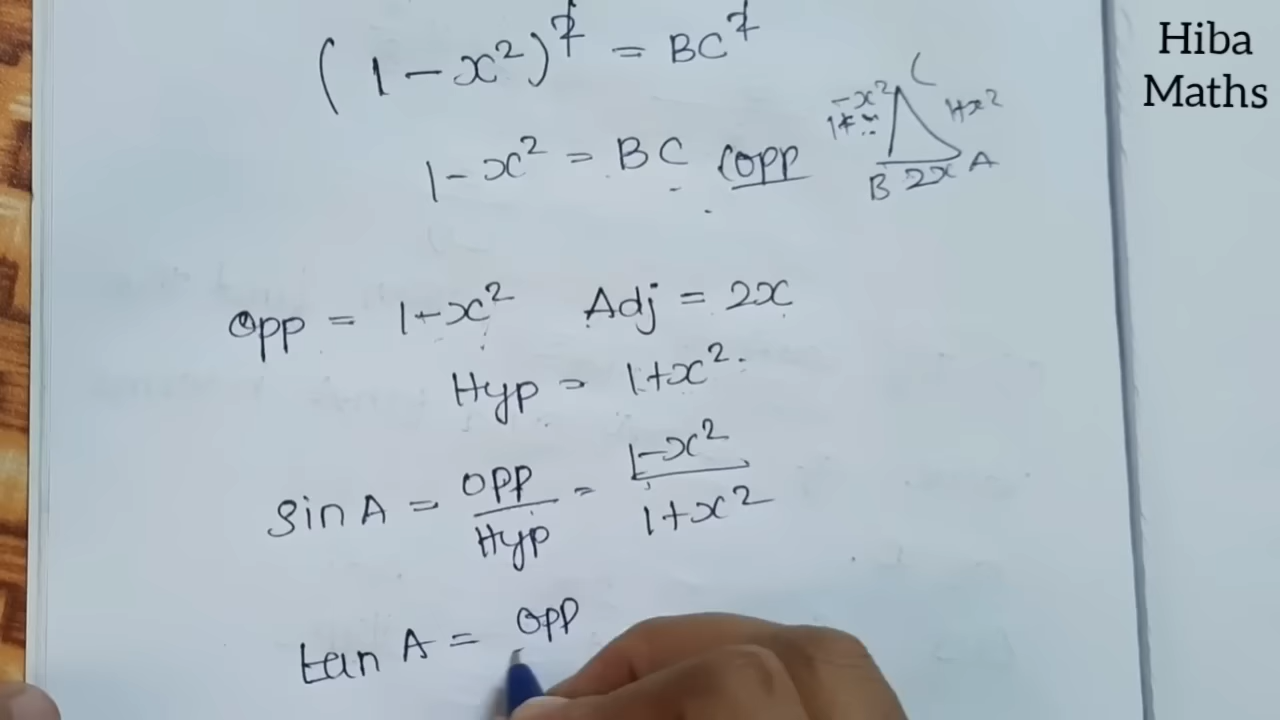 Hiba
Maths
(1-x²)² = BC²
1-x² = BC (opp
C
-x²
1+x²
B 2x A
opp = 1-x² Adj = 2x
Hyp = 1+x².
sin A = opp/Hyp = 1-x²/1+x²
tan A = opp